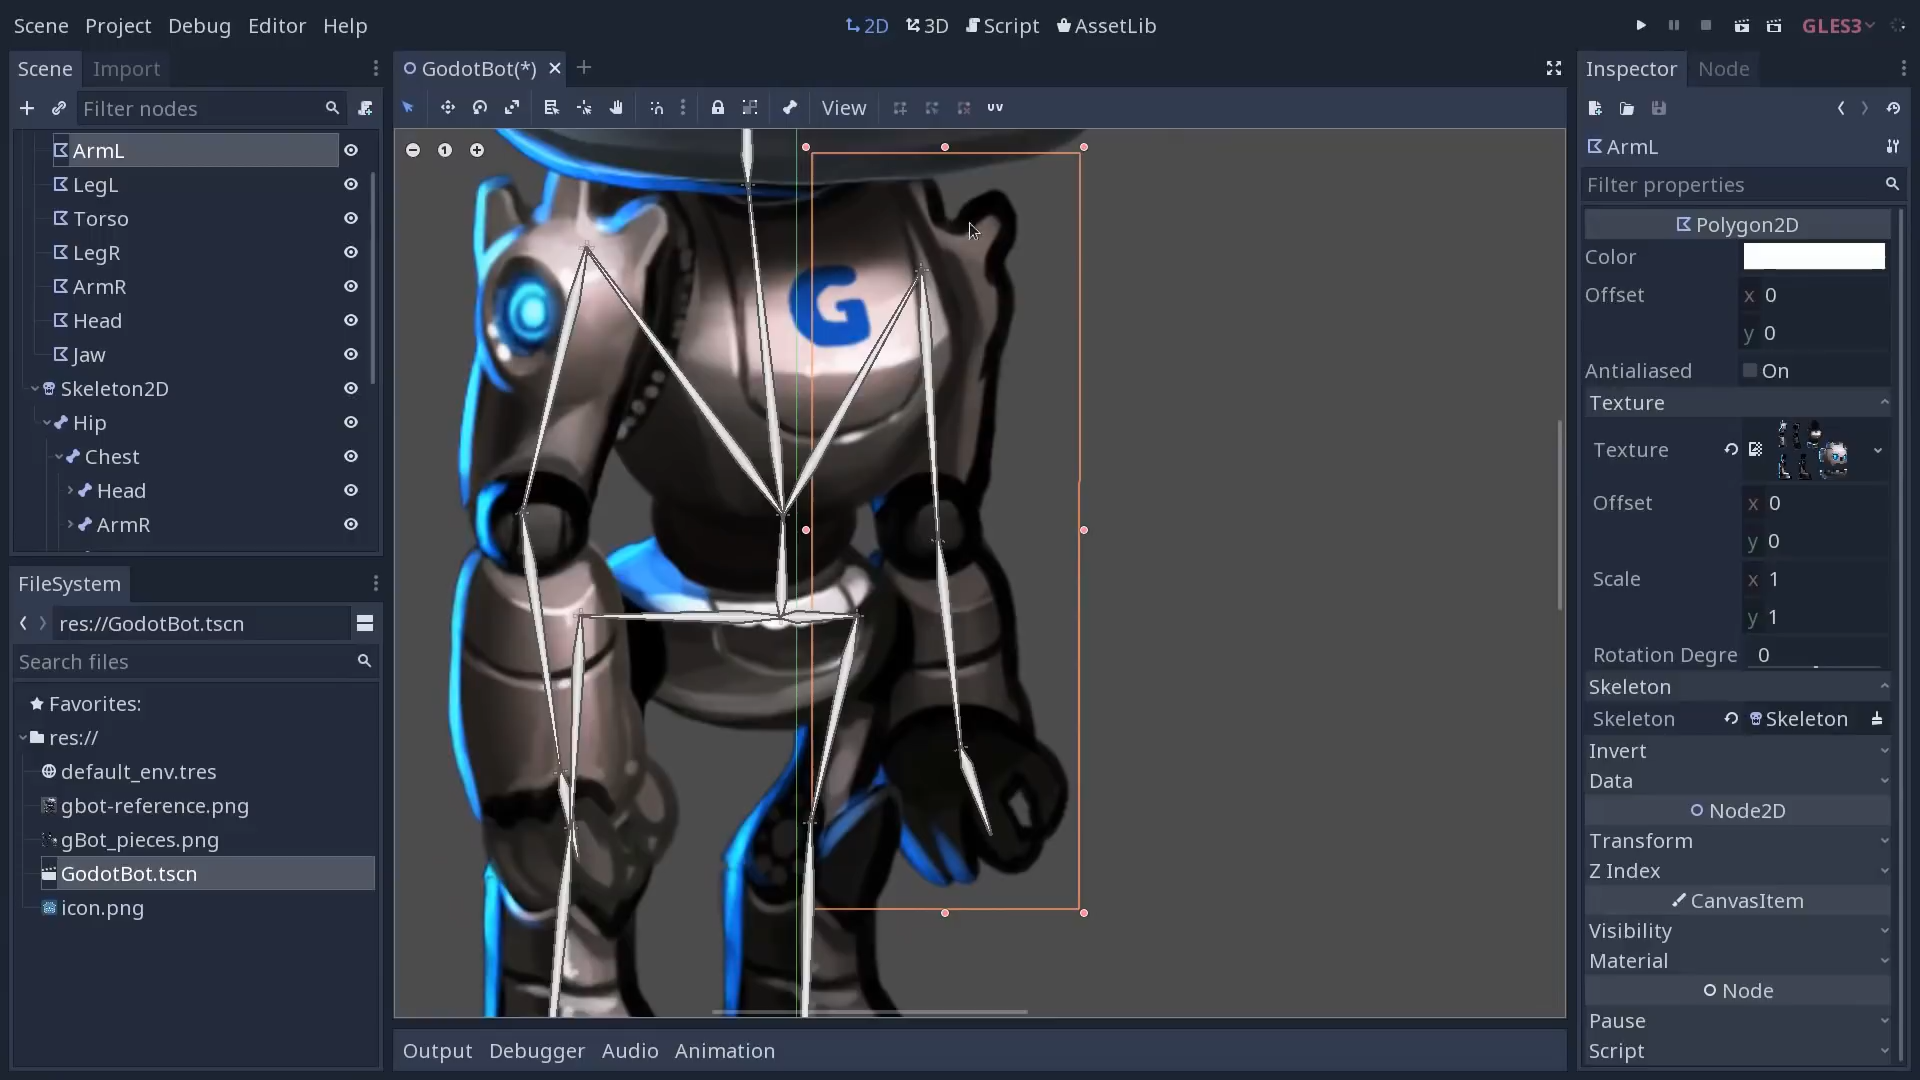 Scene Project Debug Editor Help
2D 3D Script AssetLib
GLES3
Scene Import
GodotBot(*)
Inspector Node
Filter nodes
View
UV
1
ArmL
LegL
Torso
LegR
ArmR
Head
Jaw
Skeleton2D
Hip
Chest
Head
ArmR
FileSystem
res://GodotBot.tscn
Search files
Favorites:
res://
default_env.tres
gbot-reference.png
gBot_pieces.png
GodotBot.tscn
icon.png
G
Output Debugger Audio Animation
ArmL
Filter properties
Polygon2D
Color
Offset x 0
y 0
Antialiased On
Texture
Texture
Offset x 0
y 0
Scale x 1
y 1
Rotation Degre 0
Skeleton
Skeleton Skeleton
Invert
Data
Node2D
Transform
Z Index
CanvasItem
Visibility
Material
Node
Pause
Script